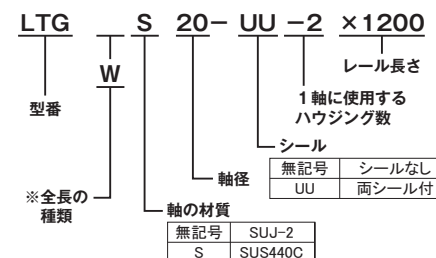 LTG S 20- UU -2 ×1200
W
レール長さ
型番
1軸に使用する
ハウジング数
シール
無記号 シールなし
UU 両シール付
軸径
※全長の
種類
軸の材質
無記号 SUJ-2
S SUS440C